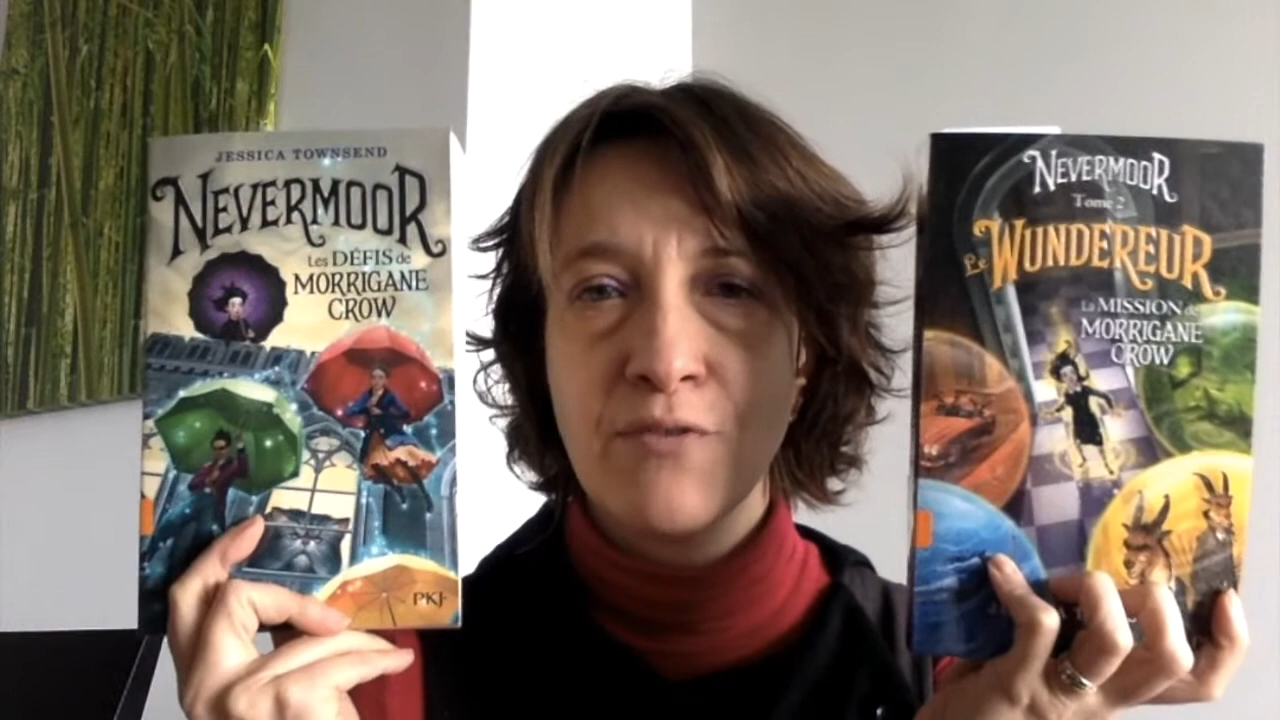 JESSICA TOWNSEND
NEVERMOOR
Les DÉFIS de
MORRIGANE
CROW
PKJ·
NEVERMOOR
Tome 2
Le WUNDEREUR
La MISSION de
MORRIGANE
CROW